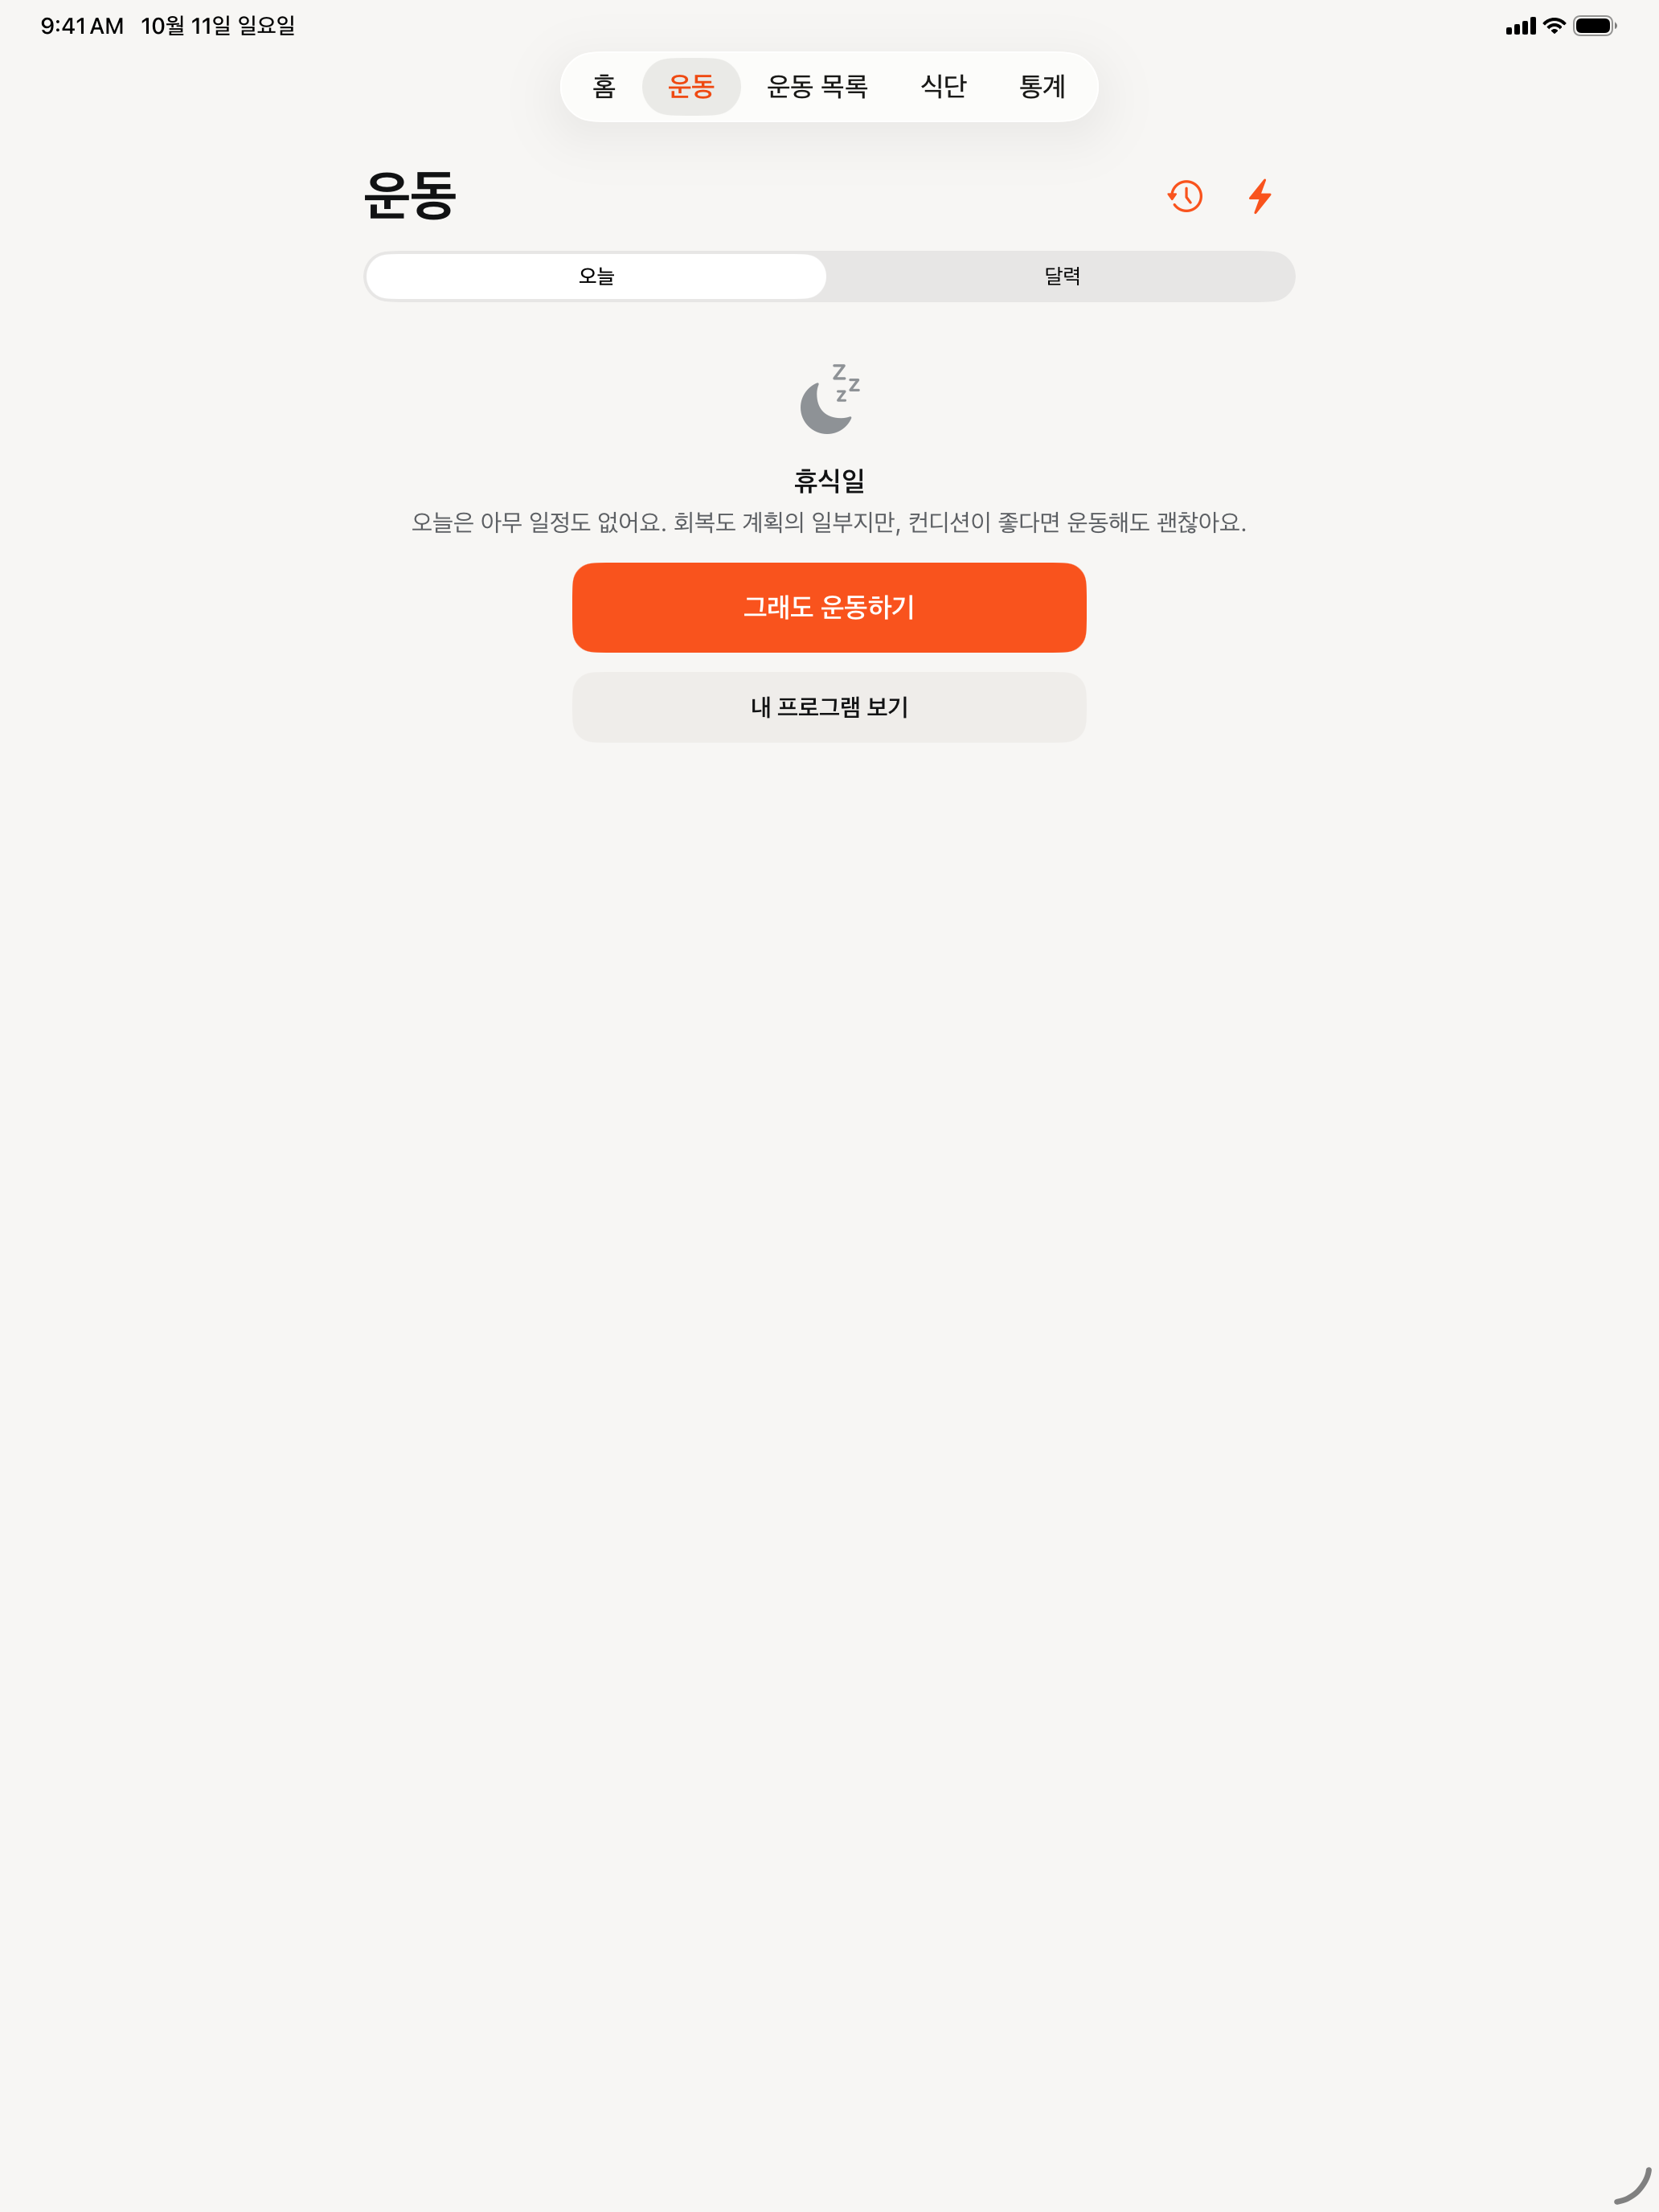 9:41 AM 10월 11일 일요일
홈 운동 운동 목록 식단 통계
운동
오늘 달력
z z z
휴식일
오늘은 아무 일정도 없어요. 회복도 계획의 일부지만, 컨디션이 좋다면 운동해도 괜찮아요.
그래도 운동하기
내 프로그램 보기